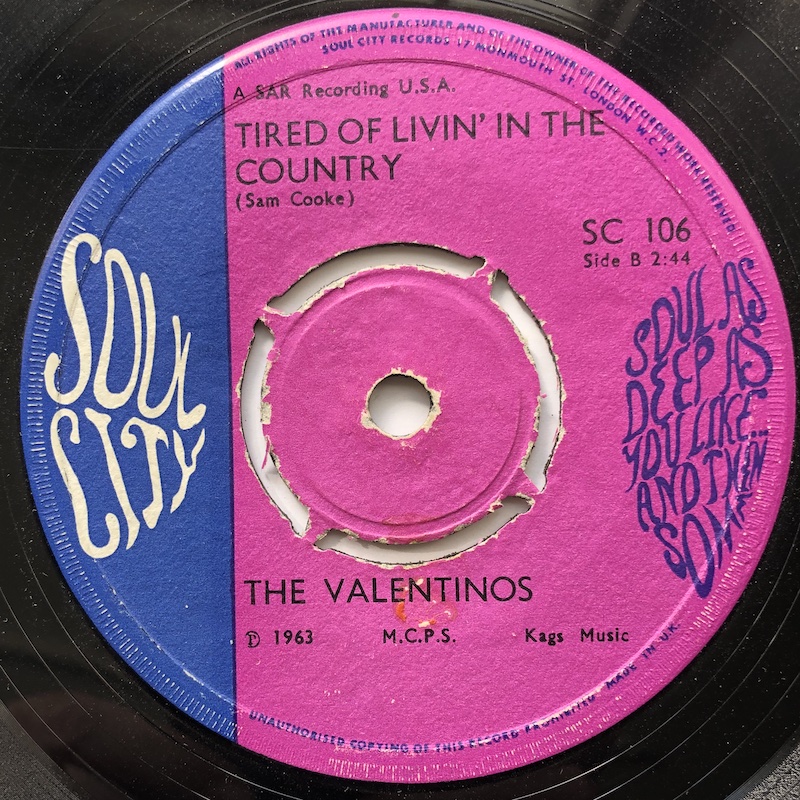 ALL RIGHTS OF THE MANUFACTURER AND OF THE OWNER OF THE RECORDED WORK RESERVED
SOUL CITY RECORDS 17 MONMOUTH ST. LONDON W.C.2.
A SAR Recording U.S.A.
TIRED OF LIVIN' IN THE
COUNTRY
(Sam Cooke)
SC 106
Side B 2:44
SOUL
CITY
SOUL AS
DEEP AS
YOU LIKE
AND THEN
SOME
THE VALENTINOS
Ⓟ 1963 M.C.P.S. Kags Music
UNAUTHORISED COPYING OF THIS RECORD PROHIBITED MADE IN U.K.